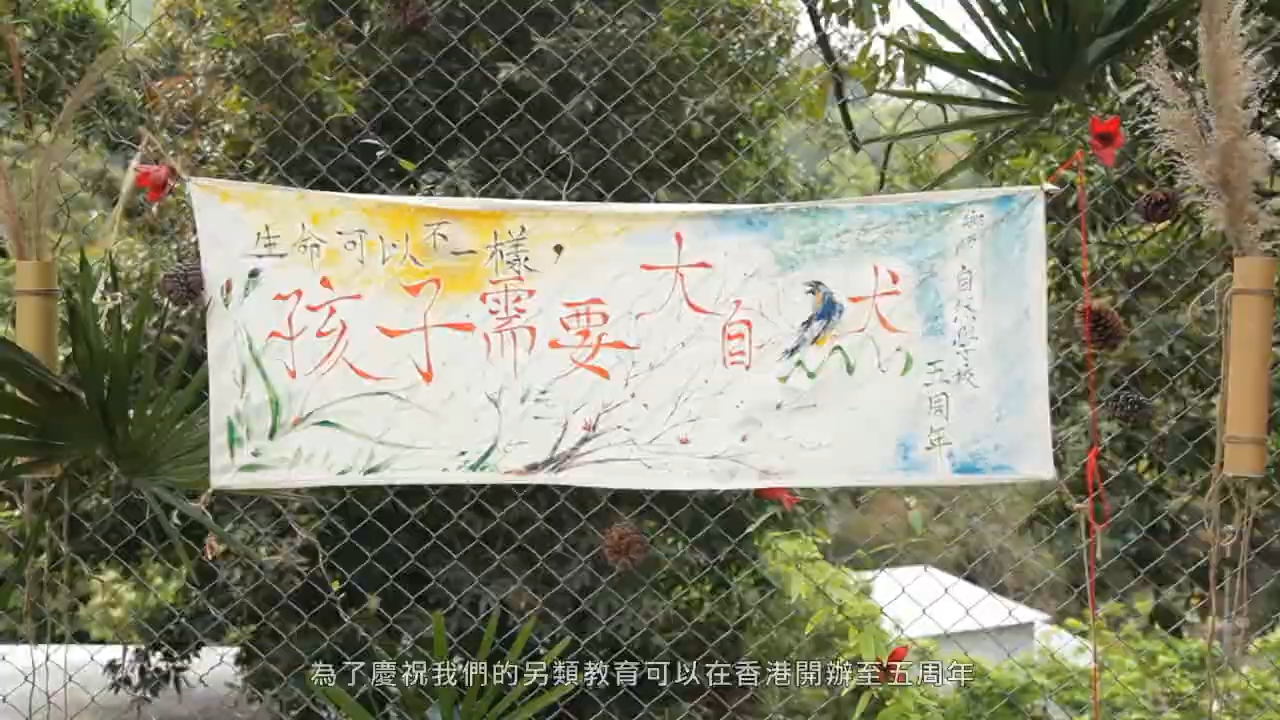 生命可以不一樣，
孩子需要大自然
鄉師自然學校
五周年
為了慶祝我們的另類教育可以在香港開辦至五周年